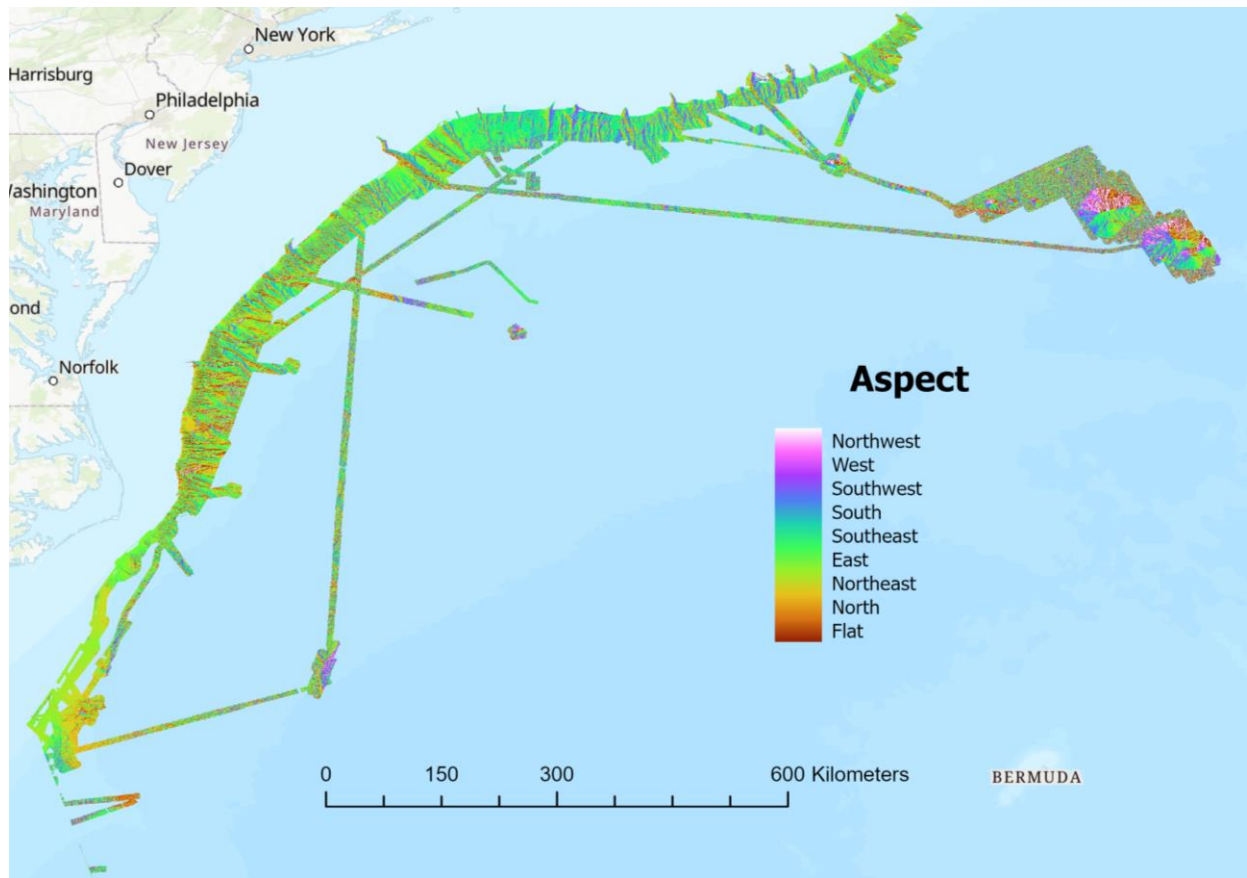 New York
Harrisburg
Philadelphia
New Jersey
Dover
Washington
Maryland
ond
Norfolk
Aspect
Northwest
West
Southwest
South
Southeast
East
Northeast
North
Flat
0 150 300 600 Kilometers
BERMUDA